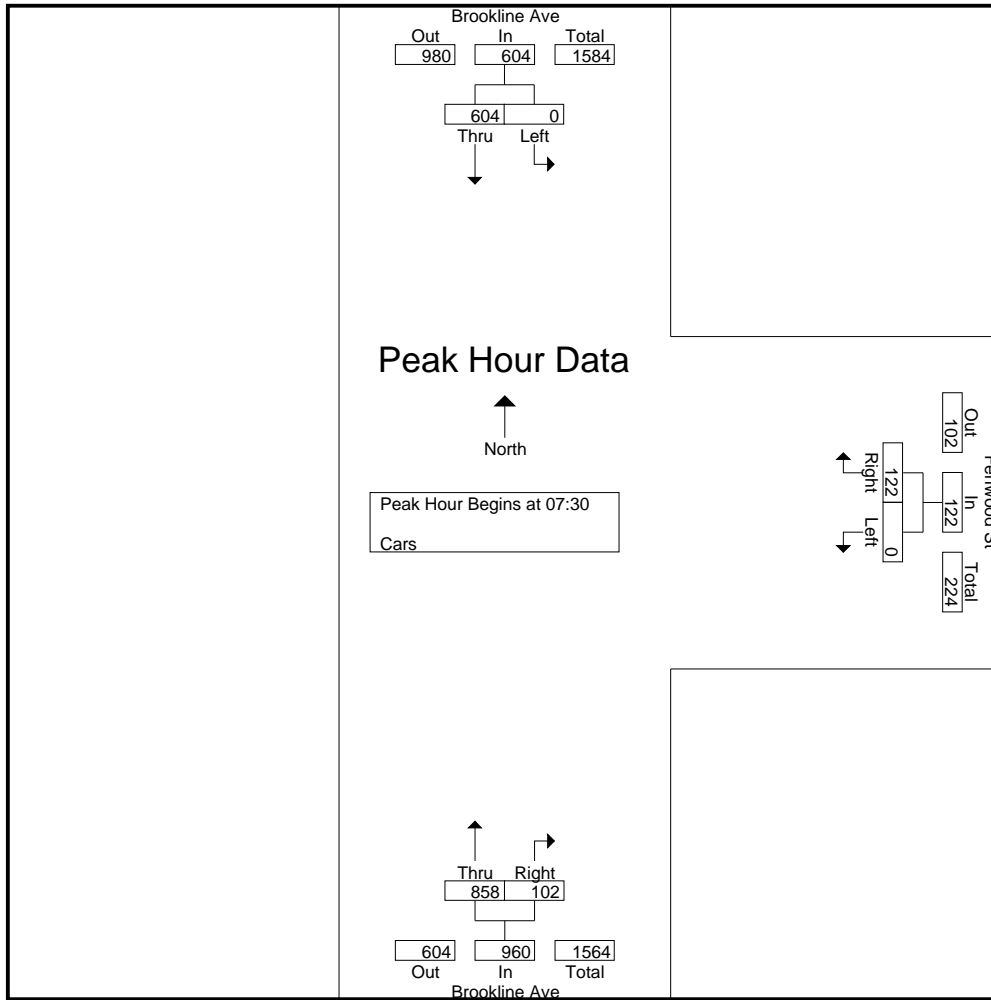 Brookline Ave
Out In Total
980 604 1584
604 0
Thru Left
Peak Hour Data
North
Peak Hour Begins at 07:30
Cars
Out In Total
102 122 224
122 0
Right Left
Thru Right
858 102
604 960 1564
Out In Total
Brookline Ave